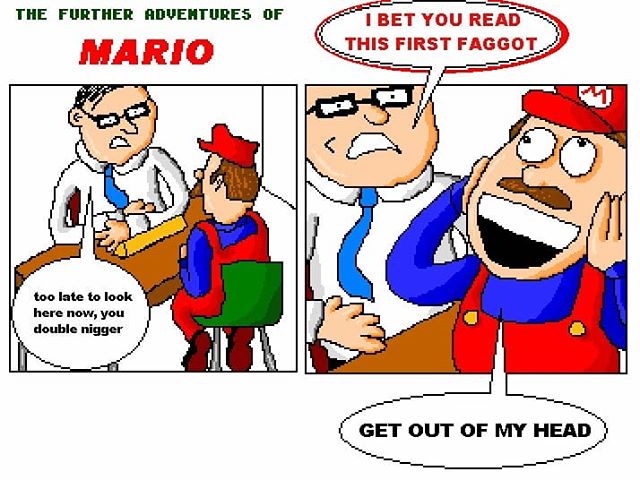 THE FURTHER ADVENTURES OF
MARIO
I BET YOU READ
THIS FIRST FAGGOT
too late to look
here now, you
double nigger
M
GET OUT OF MY HEAD